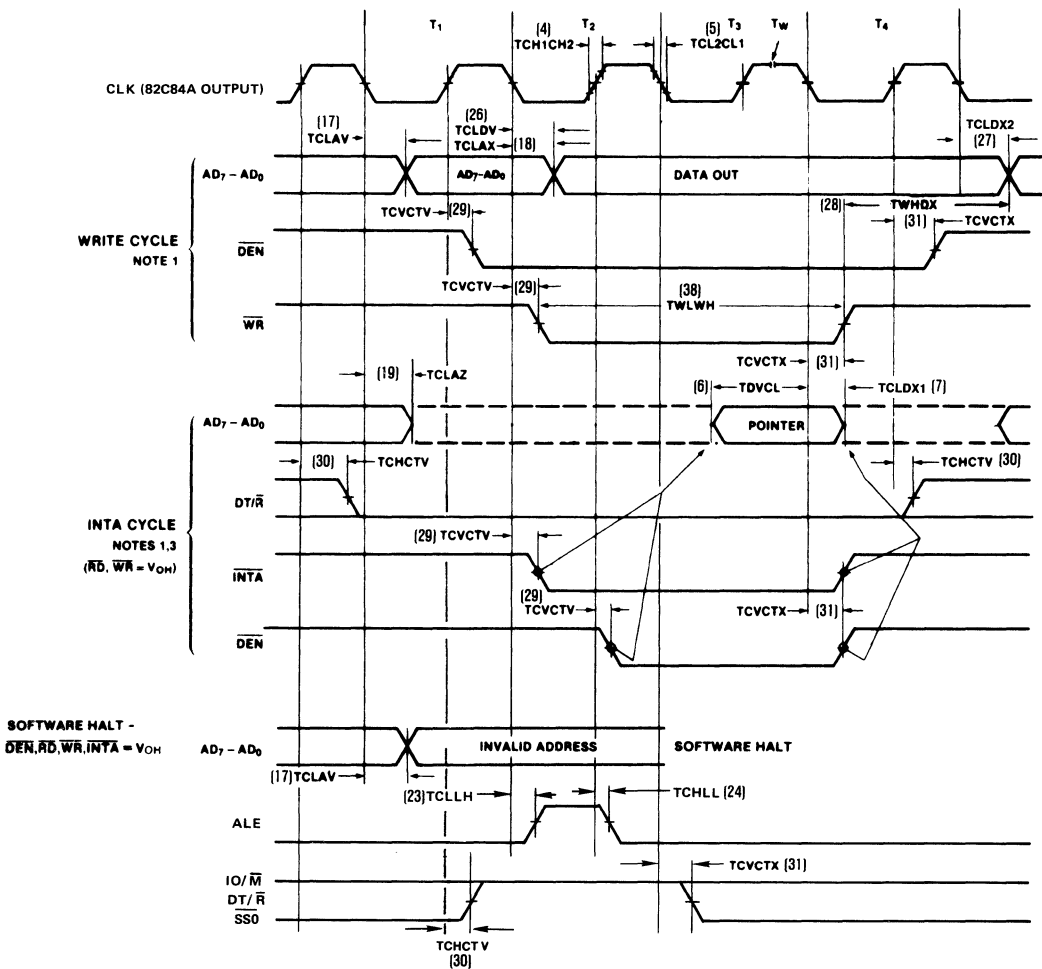 T1 (4) T2 (5) T3 TW T4
TCH1CH2 TCL2CL1
CLK (82C84A OUTPUT)
(17) (26) TCLDX2
TCLAV TCLDV (27)
TCLAX (18)
AD7 – AD0 AD7–AD0 DATA OUT
TCVCTV (29) (28) TWHDX
(31) TCVCTX
WRITE CYCLE
NOTE 1
DEN
TCVCTV (29) (38)
TWLWH
WR
TCVCTX (31)
(19) TCLAZ (6) TDVCL TCLDX1 (7)
AD7 – AD0 POINTER
(30) TCHCTV TCHCTV (30)
DT/R
INTA CYCLE
NOTES 1,3
(RD, WR = VOH)
(29) TCVCTV
INTA
(29)
TCVCTV TCVCTX (31)
DEN
SOFTWARE HALT –
DEN,RD,WR,INTA = VOH AD7 – AD0 INVALID ADDRESS SOFTWARE HALT
(17)TCLAV
(23)TCLLH TCHLL (24)
ALE
TCVCTX (31)
IO/M
DT/R
SSO
TCHCTV
(30)